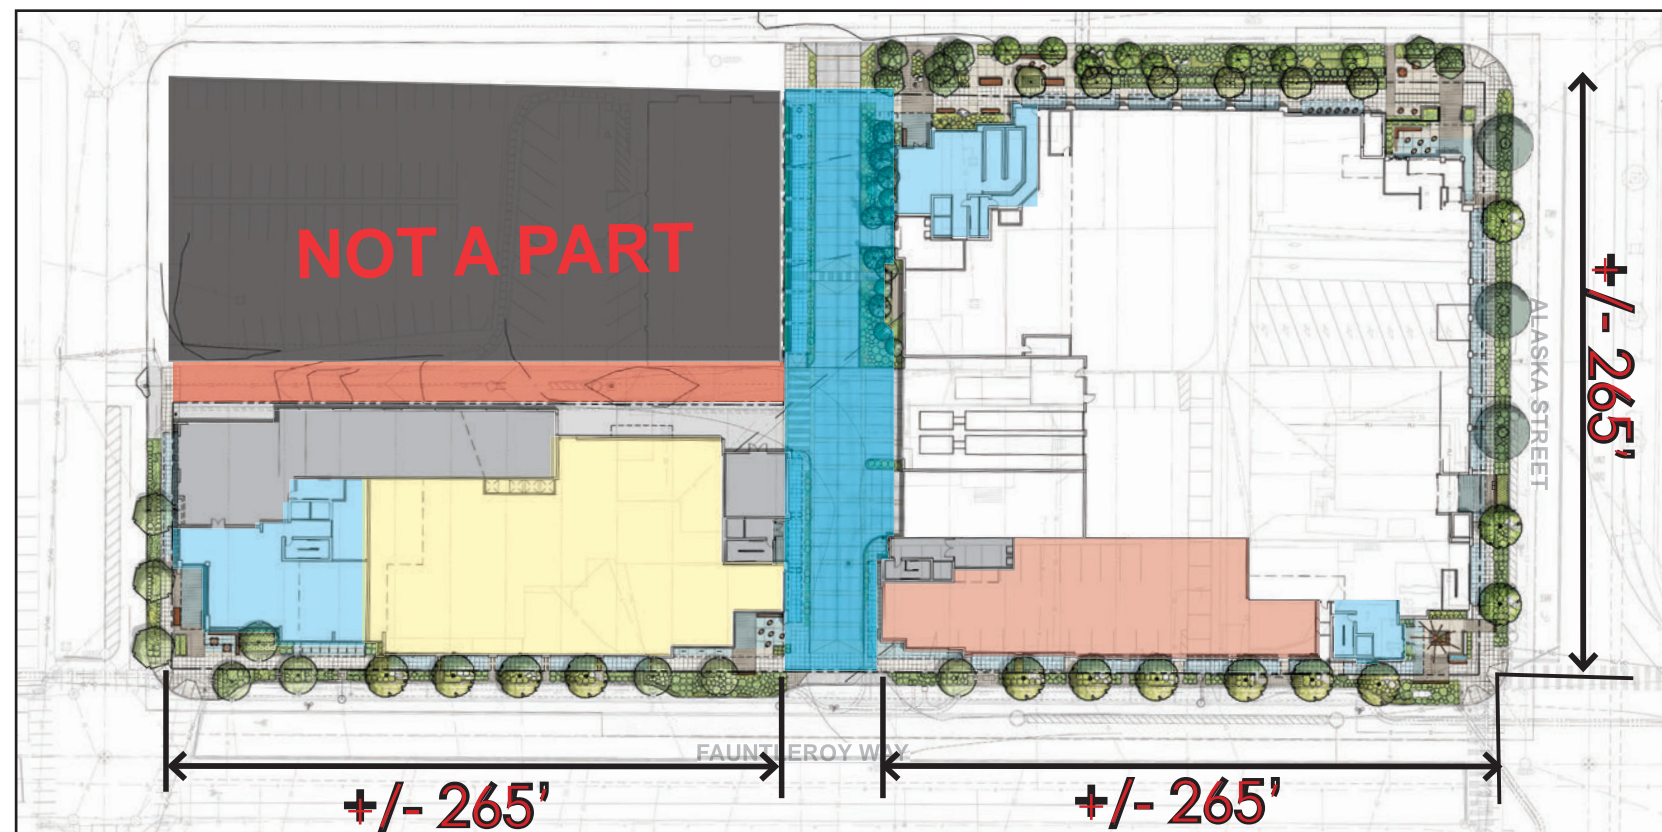 NOT A PART
ALASKA STREET
+/- 265’
FAUNTLEROY WAY.
+/- 265’
+/- 265’